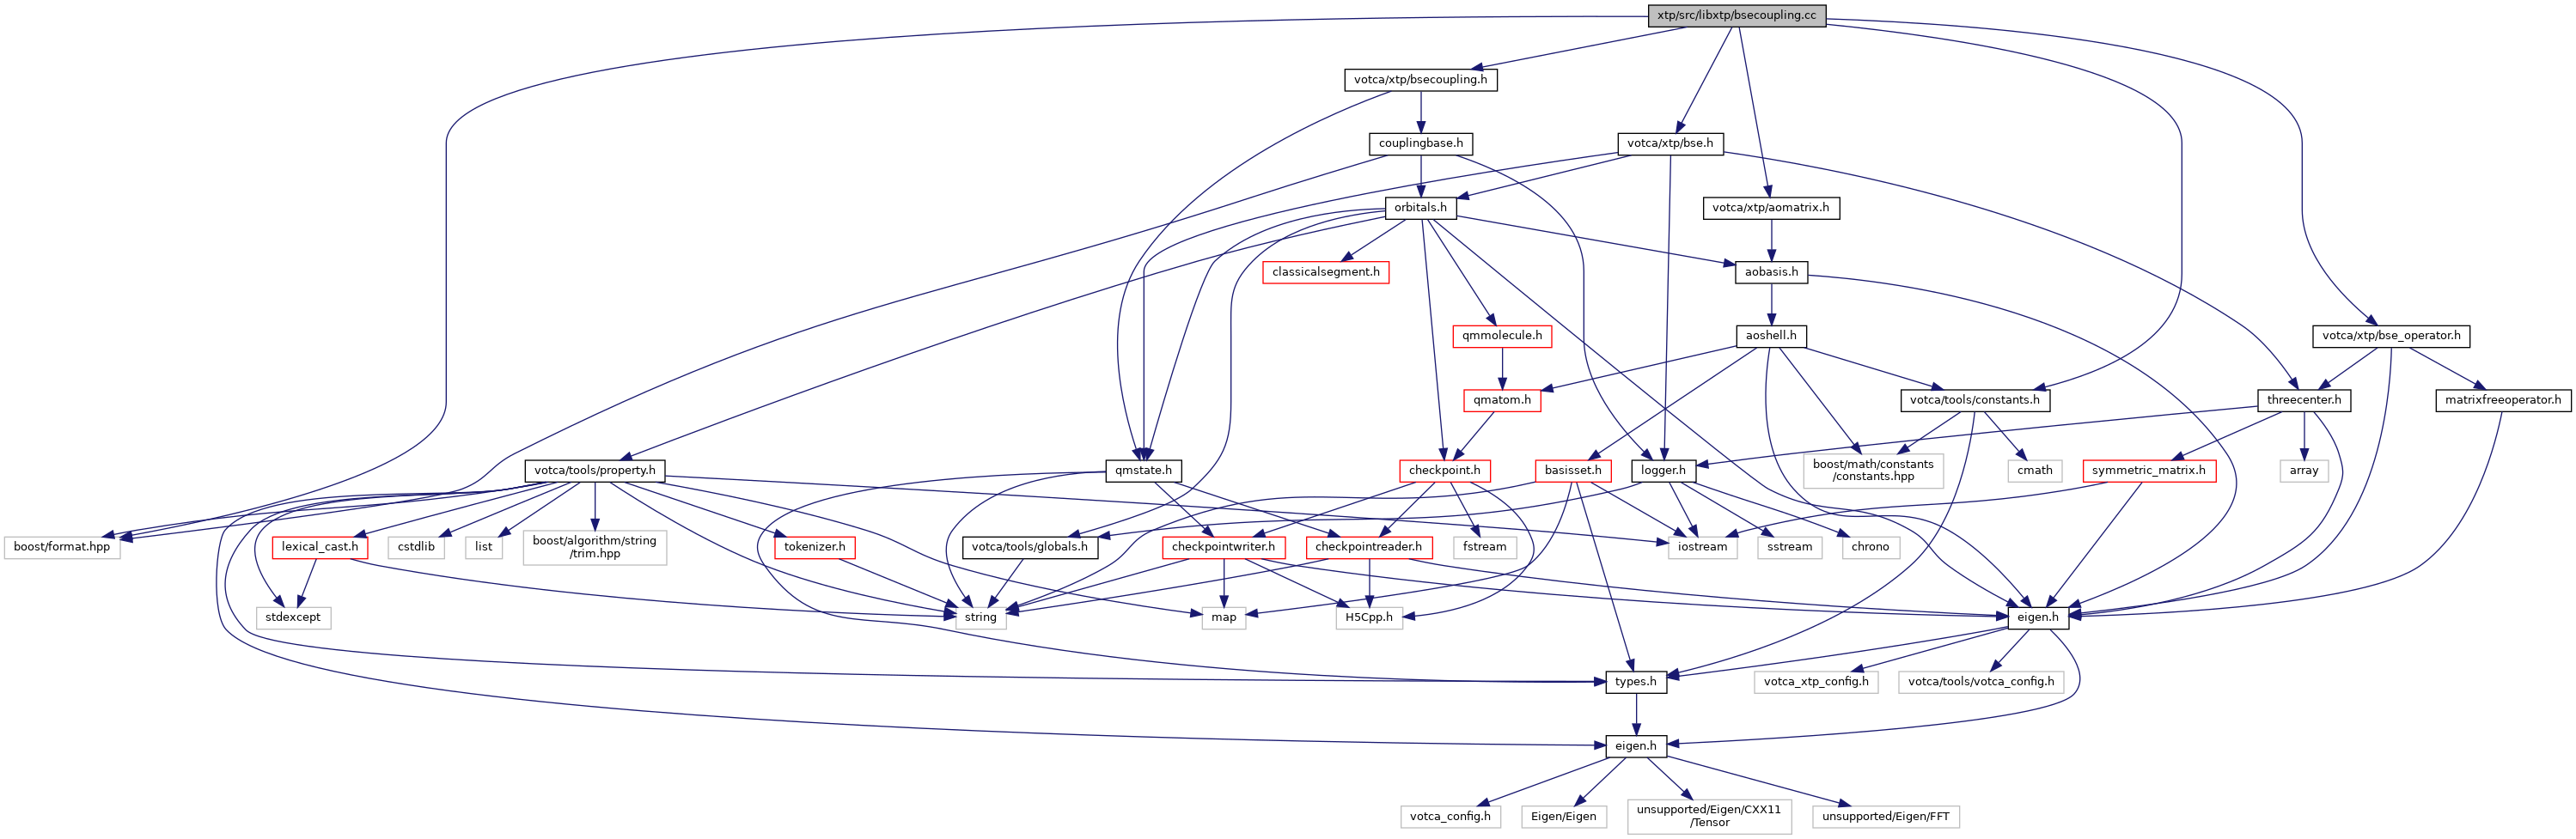 xtp/src/libxtp/bsecoupling.cc
votca/xtp/bsecoupling.h
couplingbase.h
votca/xtp/bse.h
orbitals.h
votca/xtp/aomatrix.h
classicalsegment.h
aobasis.h
qmmolecule.h
aoshell.h
votca/xtp/bse_operator.h
qmatom.h
votca/tools/constants.h
threecenter.h
matrixfreeoperator.h
votca/tools/property.h
qmstate.h
checkpoint.h
basisset.h
logger.h
boost/math/constants
/constants.hpp
cmath
symmetric_matrix.h
array
boost/format.hpp
lexical_cast.h
cstdlib
list
boost/algorithm/string
/trim.hpp
tokenizer.h
votca/tools/globals.h
checkpointwriter.h
checkpointreader.h
fstream
iostream
sstream
chrono
stdexcept
string
map
H5Cpp.h
eigen.h
types.h
votca_xtp_config.h
votca/tools/votca_config.h
eigen.h
votca_config.h
Eigen/Eigen
unsupported/Eigen/CXX11
/Tensor
unsupported/Eigen/FFT